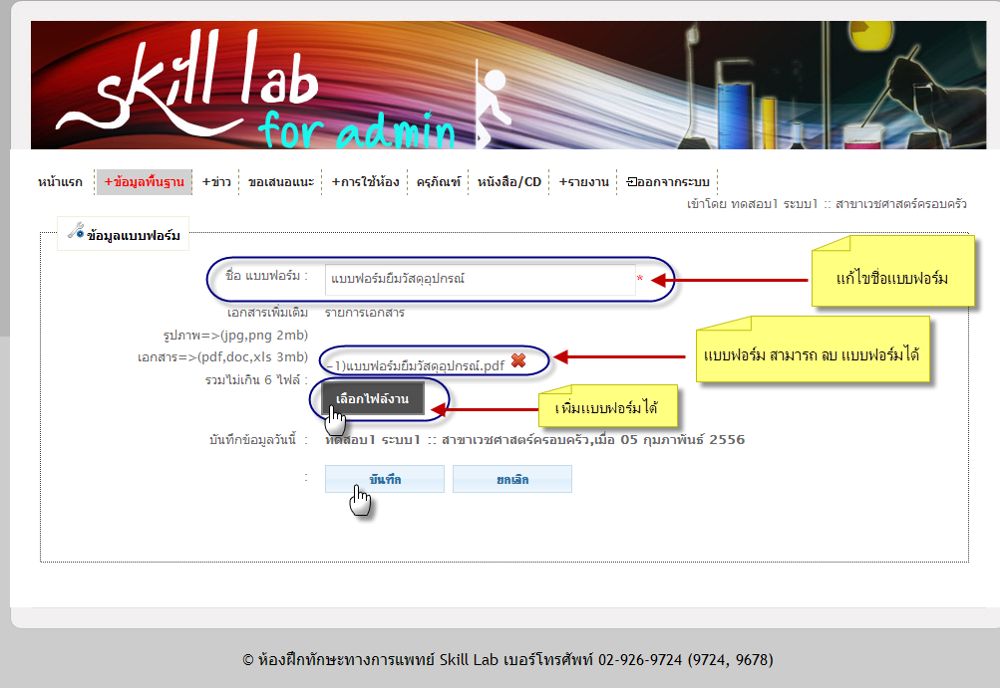 skill lab
for admin
หน้าแรก +ข้อมูลพื้นฐาน +ข่าว ขอเสนอแนะ +การใช้ห้อง ครุภัณฑ์ หนังสือ/CD +รายงาน ออกจากระบบ
เข้าโดย ทดสอบ1 ระบบ1 :: สาขาเวชศาสตร์ครอบครัว
ข้อมูลแบบฟอร์ม
ชื่อ แบบฟอร์ม : แบบฟอร์มยืมวัสดุอุปกรณ์ *
แก้ไขชื่อแบบฟอร์ม
เอกสารเพิ่มเติม รายการเอกสาร
รูปภาพ=>(jpg,png 2mb)
เอกสาร=>(pdf,doc,xls 3mb) -1)แบบฟอร์มยืมวัสดุอุปกรณ์.pdf
แบบฟอร์ม สามารถ ลบ แบบฟอร์มได้
รวมไม่เกิน 6 ไฟล์ :
เลือกไฟล์งาน
เพิ่มแบบฟอร์มได้
บันทึกข้อมูลวันนี้ : ทดสอบ1 ระบบ1 :: สาขาเวชศาสตร์ครอบครัว,เมื่อ 05 กุมภาพันธ์ 2556
: บันทึก ยกเลิก
© ห้องฝึกทักษะทางการแพทย์ Skill Lab เบอร์โทรศัพท์ 02-926-9724 (9724, 9678)